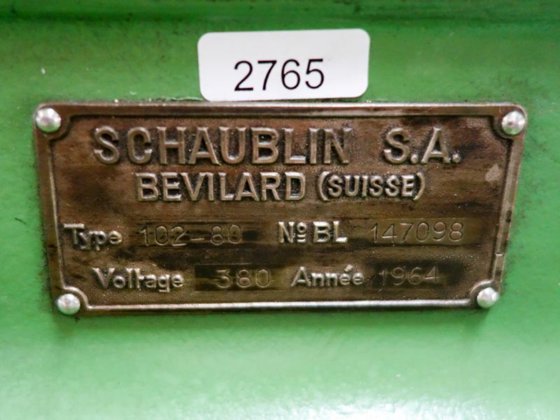 2765
SCHAUBLIN S.A.
BEVILARD (SUISSE)
Type 102-80 № BL 147098
Voltage 380 Année 1964